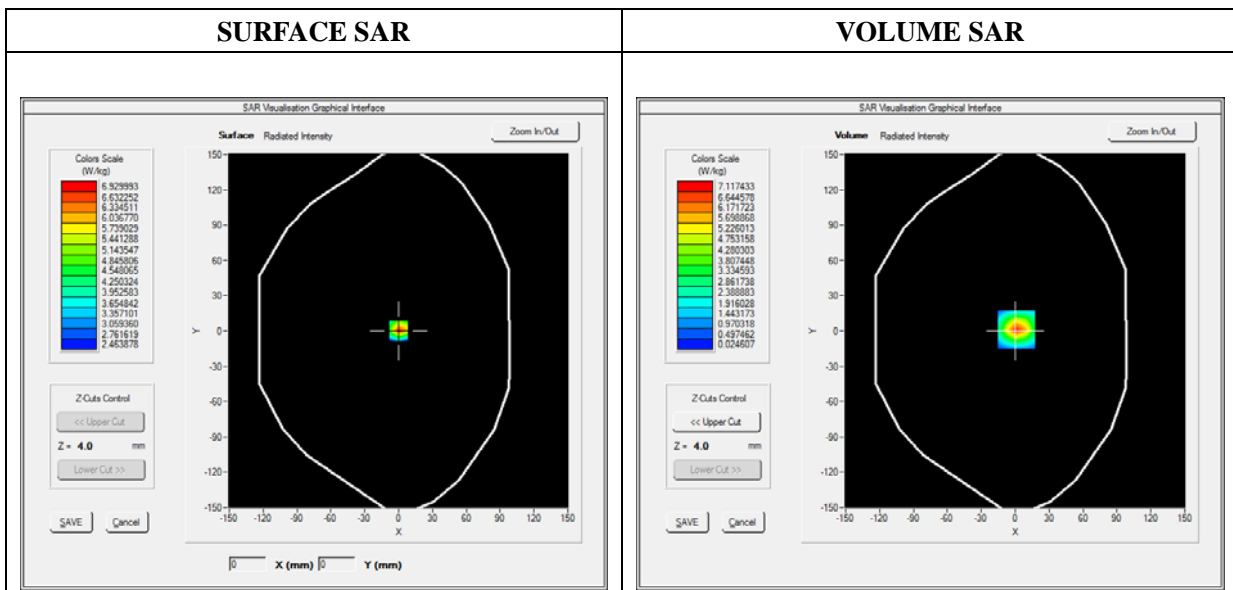 SURFACE SAR
VOLUME SAR
SAR Visualisation Graphical Interface
Surface Radiated Intensity
Zoom In/Out
Colors Scale
(W/kg)
6.929993
6.632252
6.334511
6.036770
5.739029
5.441288
5.143547
4.845806
4.548065
4.250324
3.952583
3.654842
3.357101
3.059360
2.761619
2.463878
Z-Cuts Control
<< Upper Cut
Z = 4.0 mm
Lower Cut >>
SAVE Cancel
150
120
90
60
30
0
-30
-60
-90
-120
-150
Y
-150 -120 -90 -60 -30 0 30 60 90 120 150
X
0 X (mm) 0 Y (mm)
SAR Visualisation Graphical Interface
Volume Radiated Intensity
Zoom In/Out
Colors Scale
(W/kg)
7.117433
6.644578
6.171723
5.698868
5.226013
4.753158
4.280303
3.807448
3.334593
2.861738
2.388883
1.916028
1.443173
0.970318
0.497462
0.024607
Z-Cuts Control
<< Upper Cut
Z = 4.0 mm
Lower Cut >>
SAVE Cancel
150
120
90
60
30
0
-30
-60
-90
-120
-150
Y
-150 -120 -90 -60 -30 0 30 60 90 120 150
X